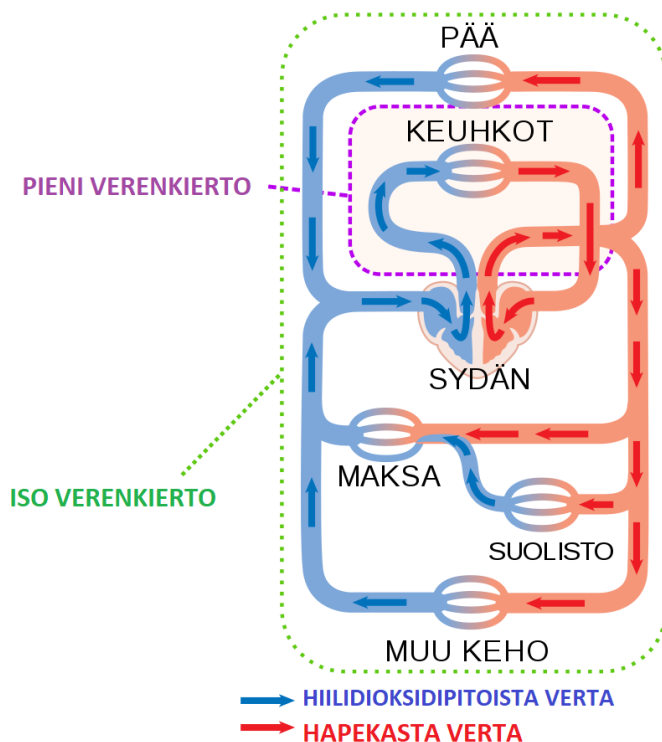 PÄÄ
KEUHKOT
PIENI VERENKIERTO
SYDÄN
MAKSA
ISO VERENKIERTO
SUOLISTO
MUU KEHO
HIILIDIOKSIDIPITOISTA VERTA
HAPEKASTA VERTA